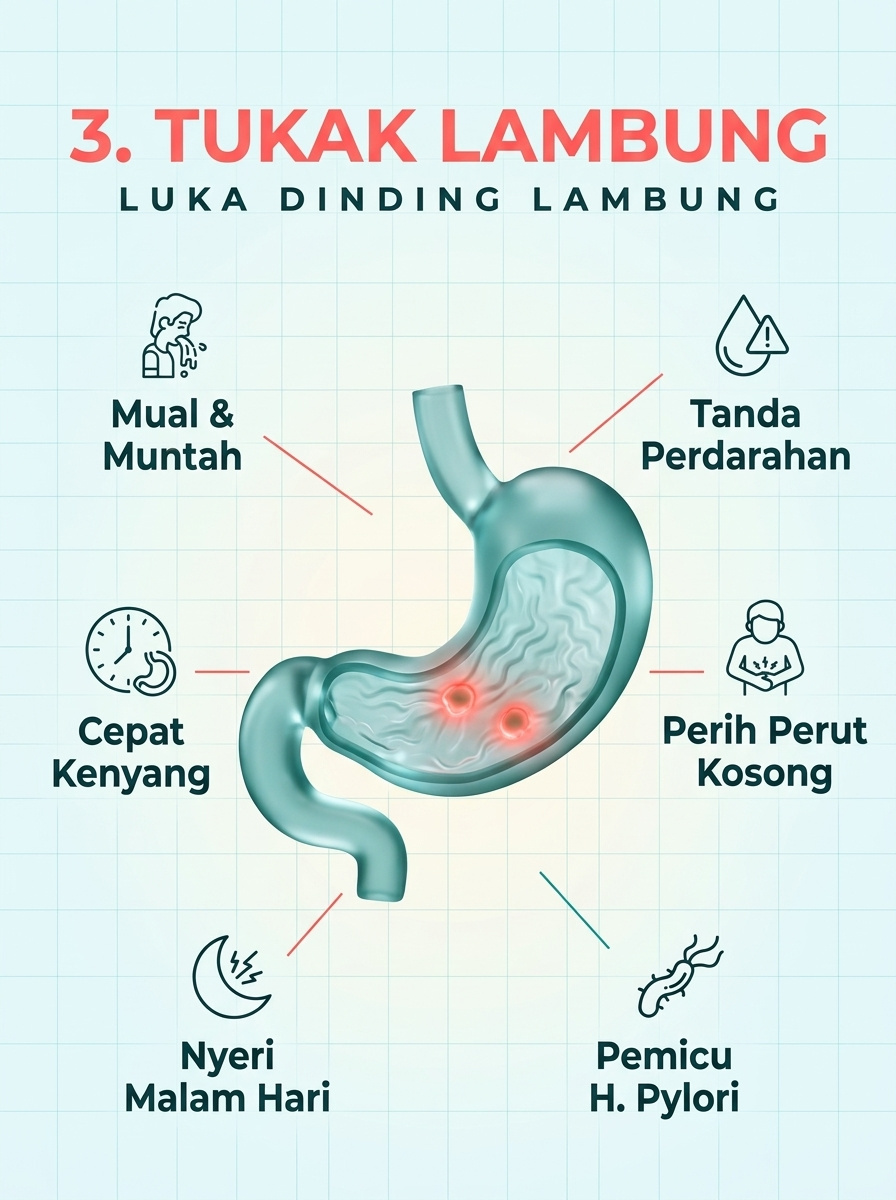 3. TUKAK LAMBUNG
LUKA DINDING LAMBUNG
Mual &
Muntah
Tanda
Perdarahan
Cepat
Kenyang
Perih Perut
Kosong
Nyeri
Malam Hari
Pemicu
H. Pylori